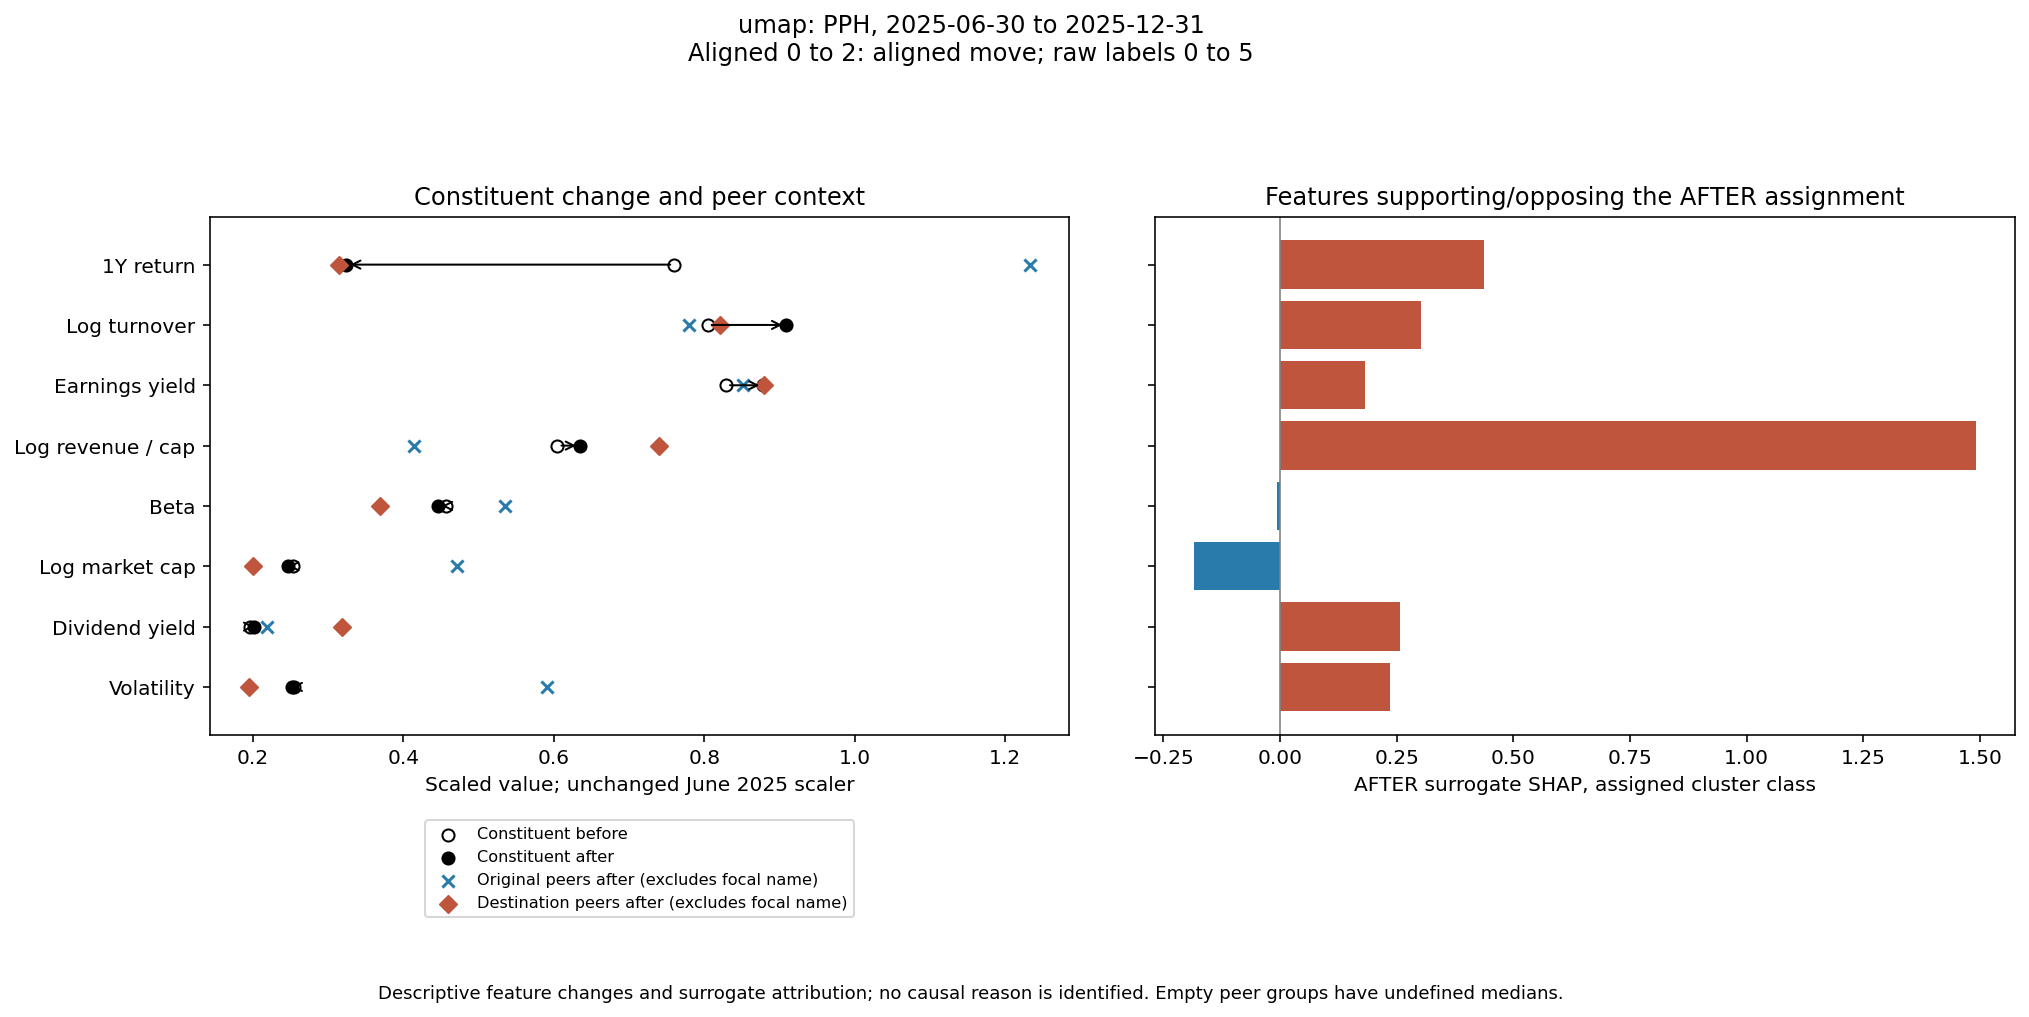 umap: PPH, 2025-06-30 to 2025-12-31
Aligned 0 to 2: aligned move; raw labels 0 to 5
Constituent change and peer context
1Y return
Log turnover
Earnings yield
Log revenue / cap
Beta
Log market cap
Dividend yield
Volatility
0.2 0.4 0.6 0.8 1.0 1.2
Scaled value; unchanged June 2025 scaler
Constituent before
Constituent after
Original peers after (excludes focal name)
Destination peers after (excludes focal name)
Features supporting/opposing the AFTER assignment
−0.25 0.00 0.25 0.50 0.75 1.00 1.25 1.50
AFTER surrogate SHAP, assigned cluster class
Descriptive feature changes and surrogate attribution; no causal reason is identified. Empty peer groups have undefined medians.